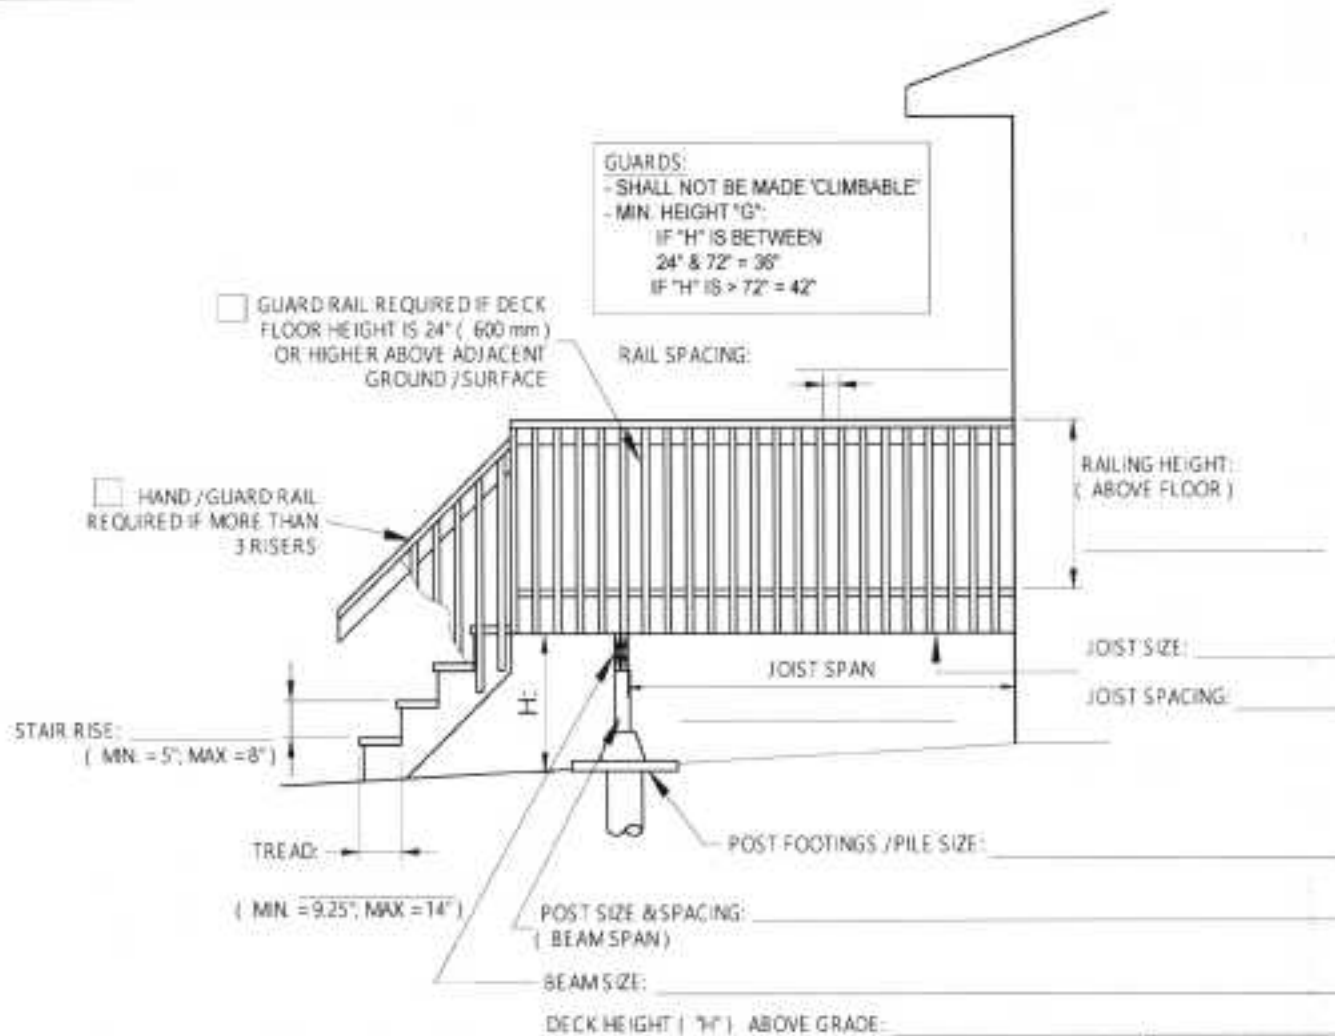 GUARDS:
- SHALL NOT BE MADE "CLIMBABLE"
- MIN. HEIGHT "G":
IF "H" IS BETWEEN
24" & 72" = 36"
IF "H" IS > 72" = 42"
GUARD RAIL REQUIRED IF DECK
FLOOR HEIGHT IS 24" ( 600 mm )
OR HIGHER ABOVE ADJACENT
GROUND / SURFACE
RAIL SPACING:
RAILING HEIGHT:
( ABOVE FLOOR )
HAND / GUARD RAIL
REQUIRED IF MORE THAN
3 RISERS
JOIST SIZE:
JOIST SPAN
JOIST SPACING:
H:
STAIR RISE:
( MIN. = 5"; MAX = 8" )
TREAD:
( MIN. = 9.25", MAX = 14" )
POST FOOTINGS / PILE SIZE:
POST SIZE & SPACING:
( BEAM SPAN )
BEAM SIZE:
DECK HEIGHT ( "H" ) ABOVE GRADE: